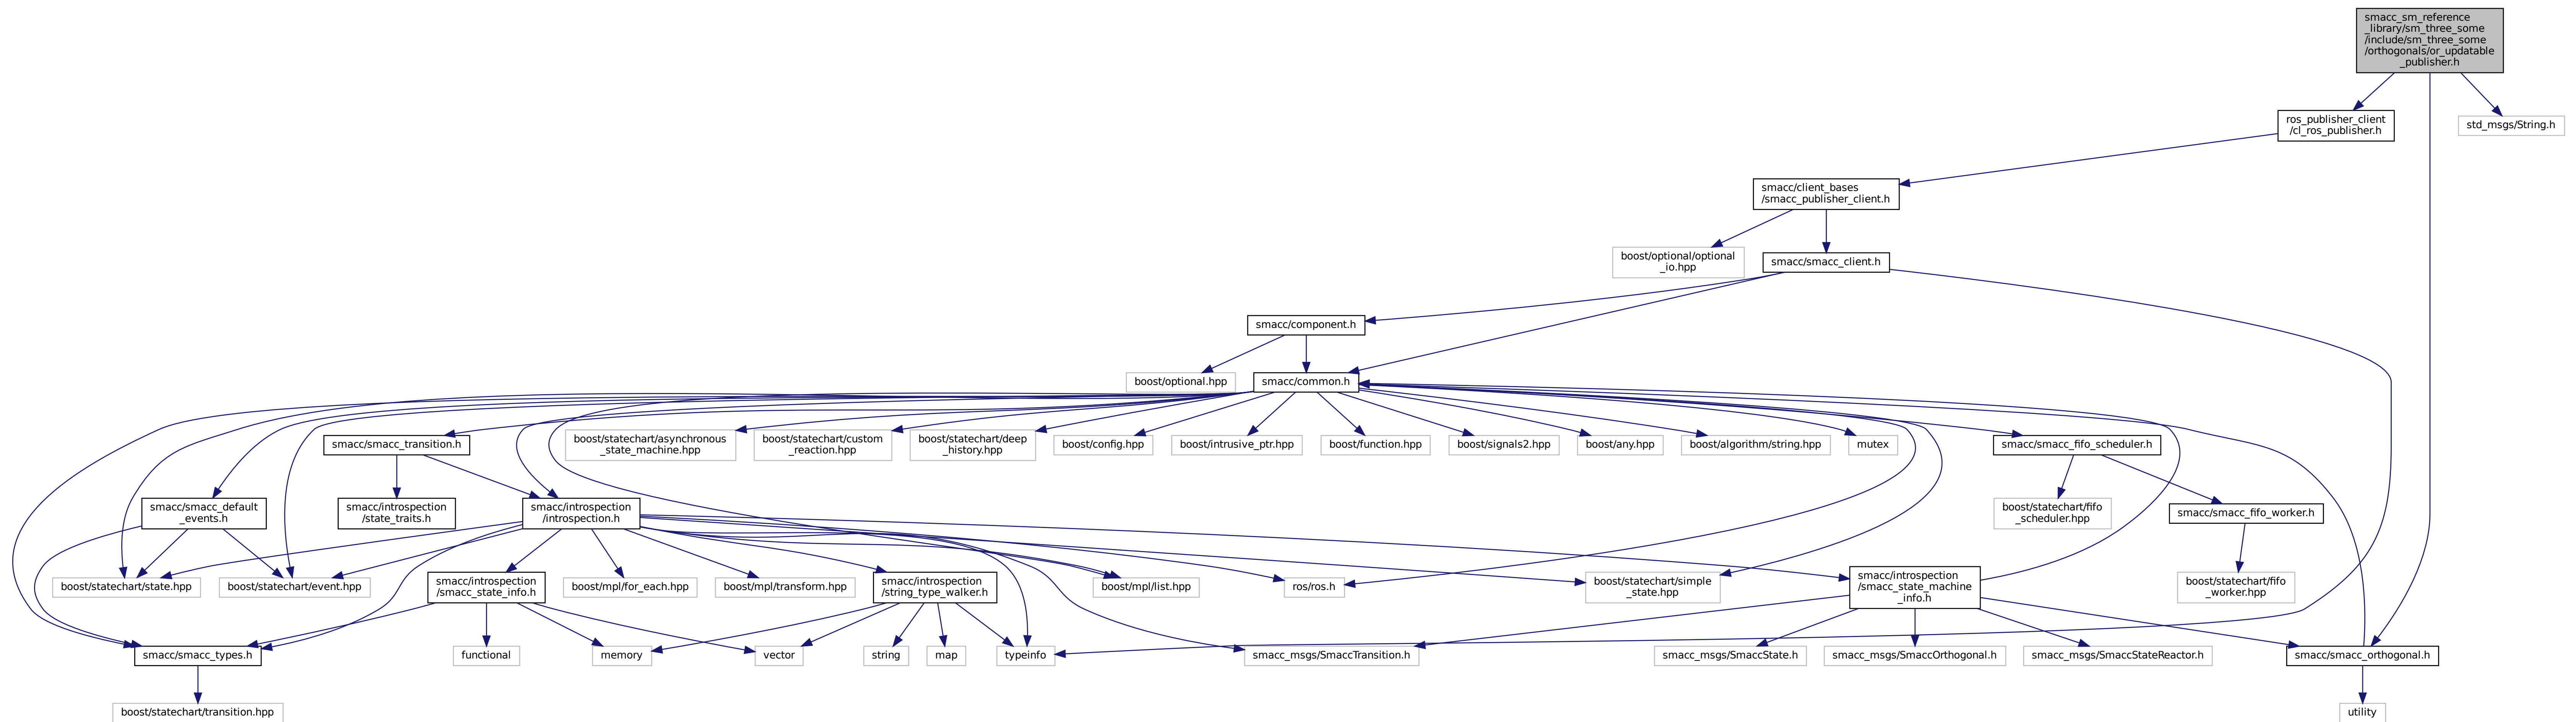 smacc_sm_reference
_library/sm_three_some
/include/sm_three_some
/orthogonals/or_updatable
_publisher.h
ros_publisher_client
/cl_ros_publisher.h
std_msgs/String.h
smacc/client_bases
/smacc_publisher_client.h
boost/optional/optional
_io.hpp
smacc/smacc_client.h
smacc/component.h
boost/optional.hpp
smacc/common.h
smacc/smacc_transition.h
boost/statechart/asynchronous
_state_machine.hpp
boost/statechart/custom
_reaction.hpp
boost/statechart/deep
_history.hpp
boost/config.hpp
boost/intrusive_ptr.hpp
boost/function.hpp
boost/signals2.hpp
boost/any.hpp
boost/algorithm/string.hpp
mutex
smacc/smacc_fifo_scheduler.h
smacc/smacc_default
_events.h
smacc/introspection
/state_traits.h
smacc/introspection
/introspection.h
boost/statechart/fifo
_scheduler.hpp
smacc/smacc_fifo_worker.h
boost/statechart/state.hpp
boost/statechart/event.hpp
smacc/introspection
/smacc_state_info.h
boost/mpl/for_each.hpp
boost/mpl/transform.hpp
smacc/introspection
/string_type_walker.h
boost/mpl/list.hpp
ros/ros.h
boost/statechart/simple
_state.hpp
smacc/introspection
/smacc_state_machine
_info.h
boost/statechart/fifo
_worker.hpp
smacc/smacc_types.h
functional
memory
vector
string
map
typeinfo
smacc_msgs/SmaccTransition.h
smacc_msgs/SmaccState.h
smacc_msgs/SmaccOrthogonal.h
smacc_msgs/SmaccStateReactor.h
smacc/smacc_orthogonal.h
boost/statechart/transition.hpp
utility